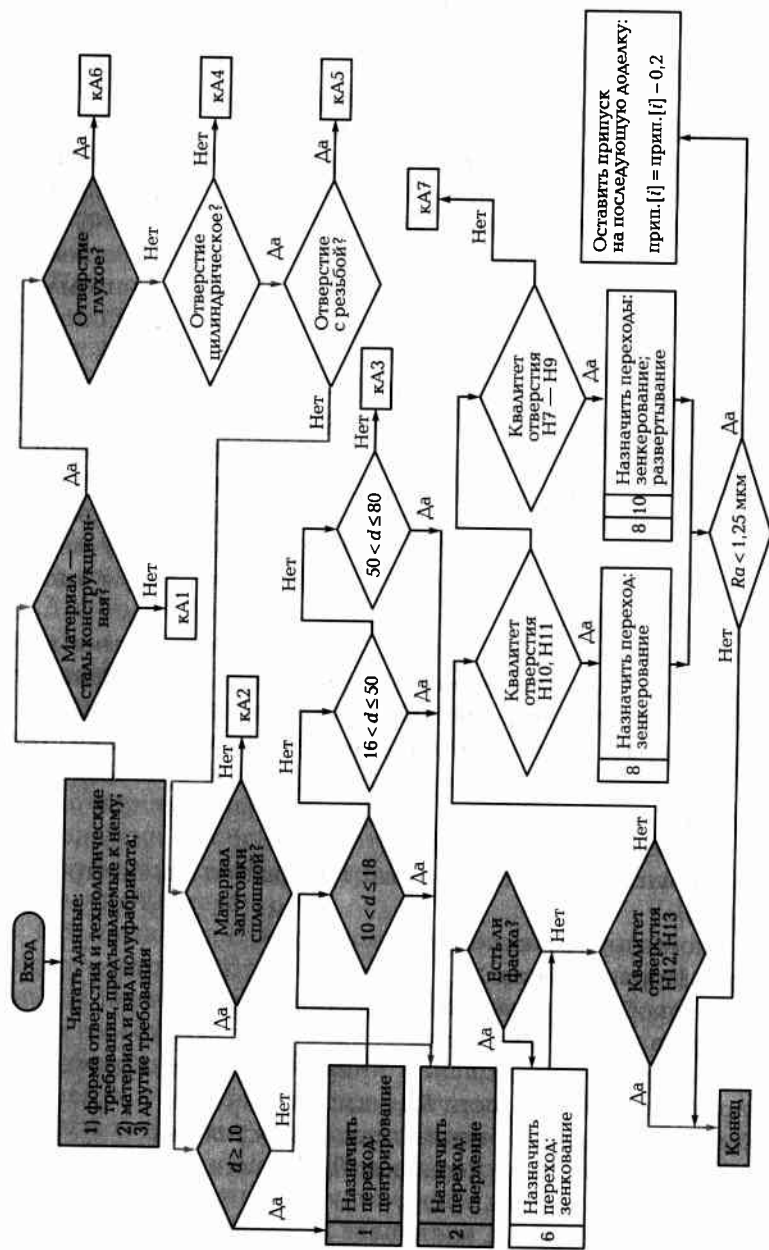 Вход
Читать данные:
1) форма отверстия и технологические
требования, предъявляемые к нему;
2) материал и вид полуфабриката;
3) другие требования
Материал —
сталь конструкцион-
ная?
Да
Нет
кА1
Отверстие
глухое?
Да
кА6
Нет
Отверстие
цилиндрическое?
Нет
кА4
Да
Отверстие
с резьбой?
Да
кА5
Нет
Материал
заготовки
сплошной?
Нет
кА2
Да
d ≥ 10
Нет
Да
1
Назначить
переход:
центрирование
10 < d ≤ 18
Нет
Да
16 < d ≤ 50
Нет
Да
50 < d ≤ 80
Нет
кА3
Да
2
Назначить
переход:
сверление
Есть ли
фаска?
Да
Нет
6
Назначить
переход:
зенкование
Квалитет
отверстия
H12, H13
Да
Нет
Конец
Квалитет
отверстия
H10, H11
Да
8
Назначить переход:
зенкерование
Квалитет
отверстия
H7 — H9
Нет
кА7
Да
8 10
Назначить переходы:
зенкерование;
развертывание
Ra < 1,25 мкм
Нет
Да
Оставить припуск
на последующую доделку:
прип.[i] = прип.[i] − 0,2